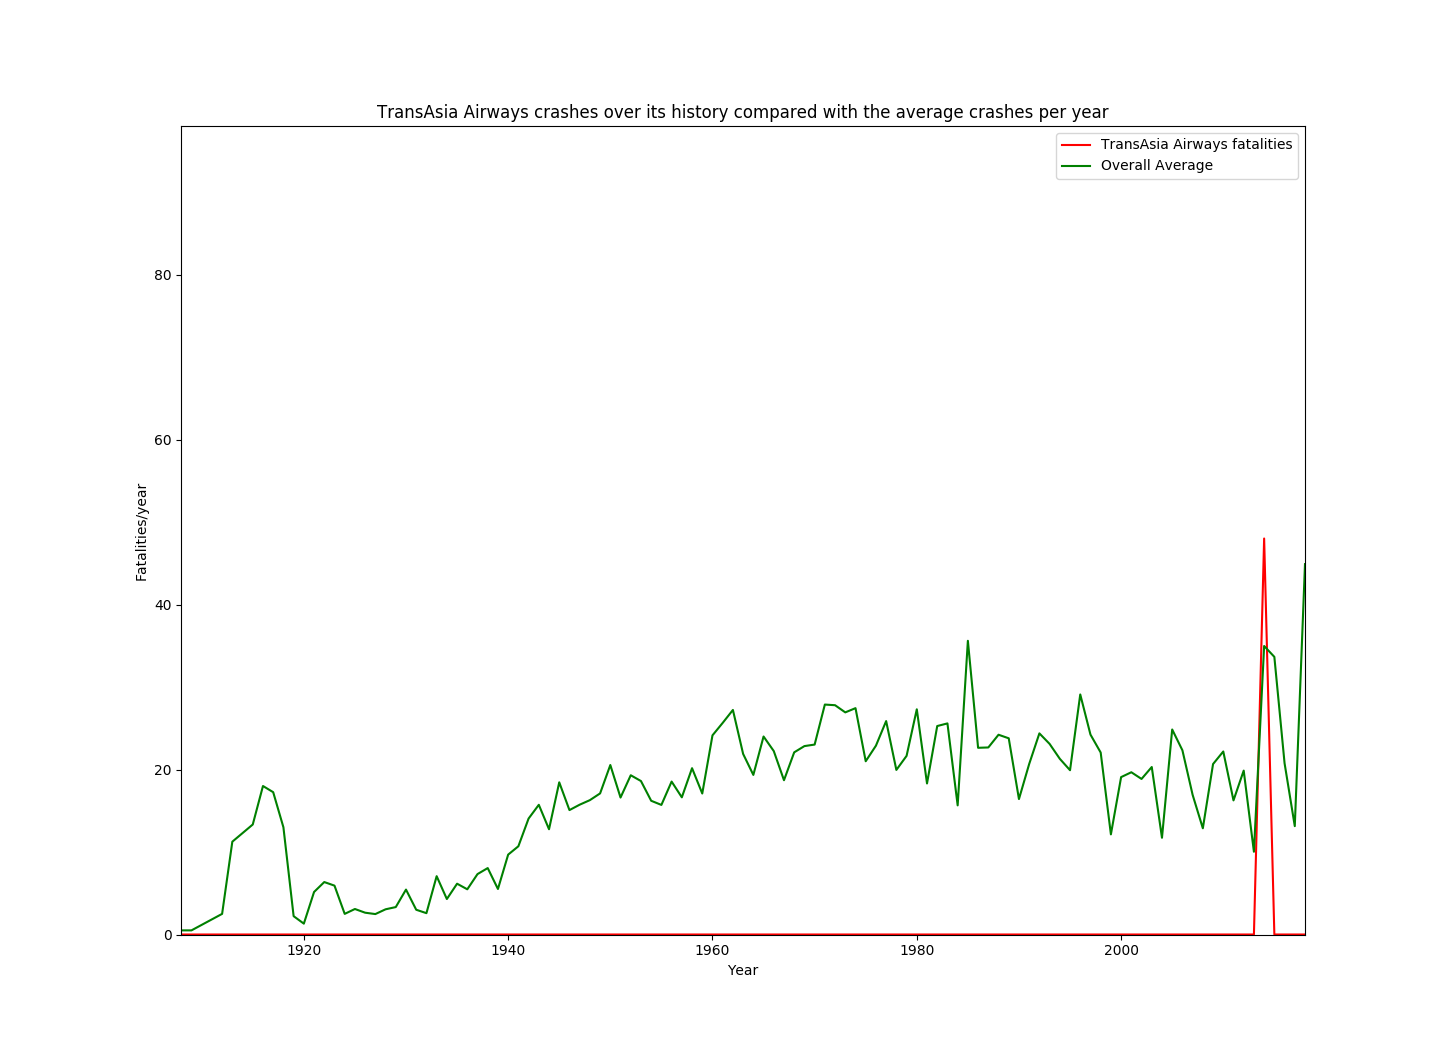 TransAsia Airways crashes over its history compared with the average crashes per year
TransAsia Airways fatalities
Overall Average
80
60
40
20
0
Fatalities/year
1920
1940
1960
1980
2000
Year